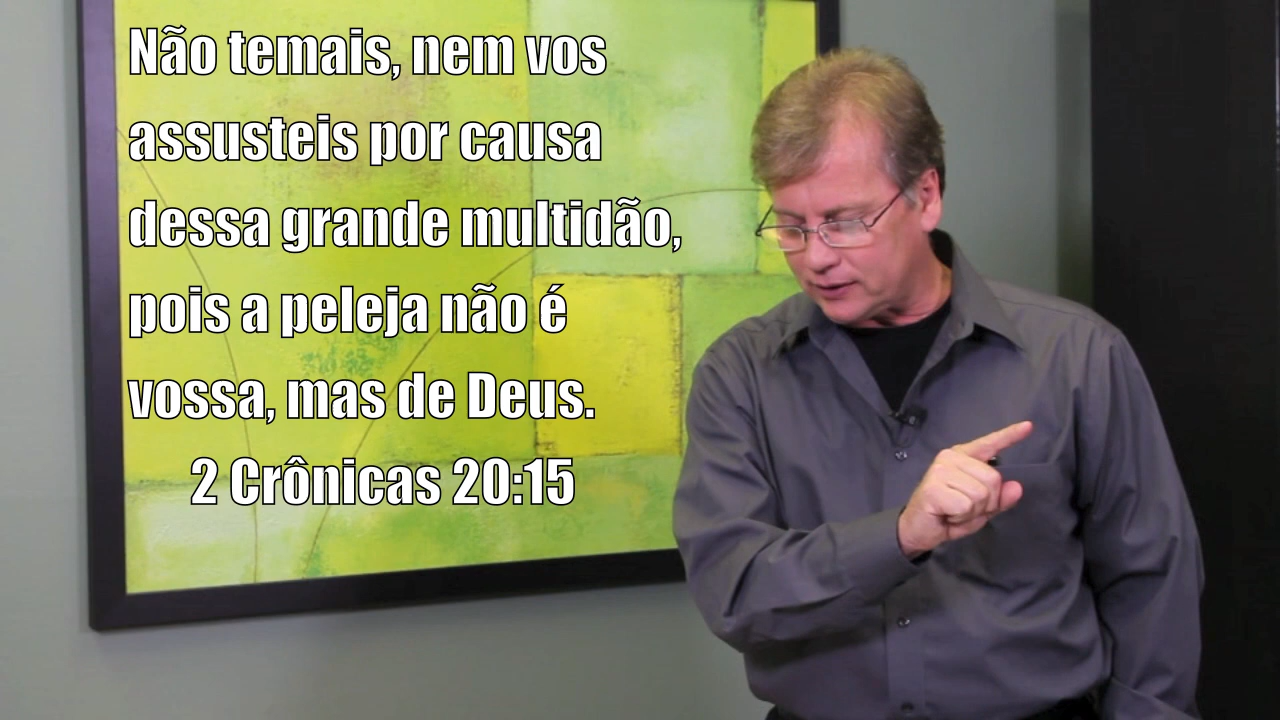 Não temais, nem vos
assusteis por causa
dessa grande multidão,
pois a peleja não é
vossa, mas de Deus.
2 Crônicas 20:15